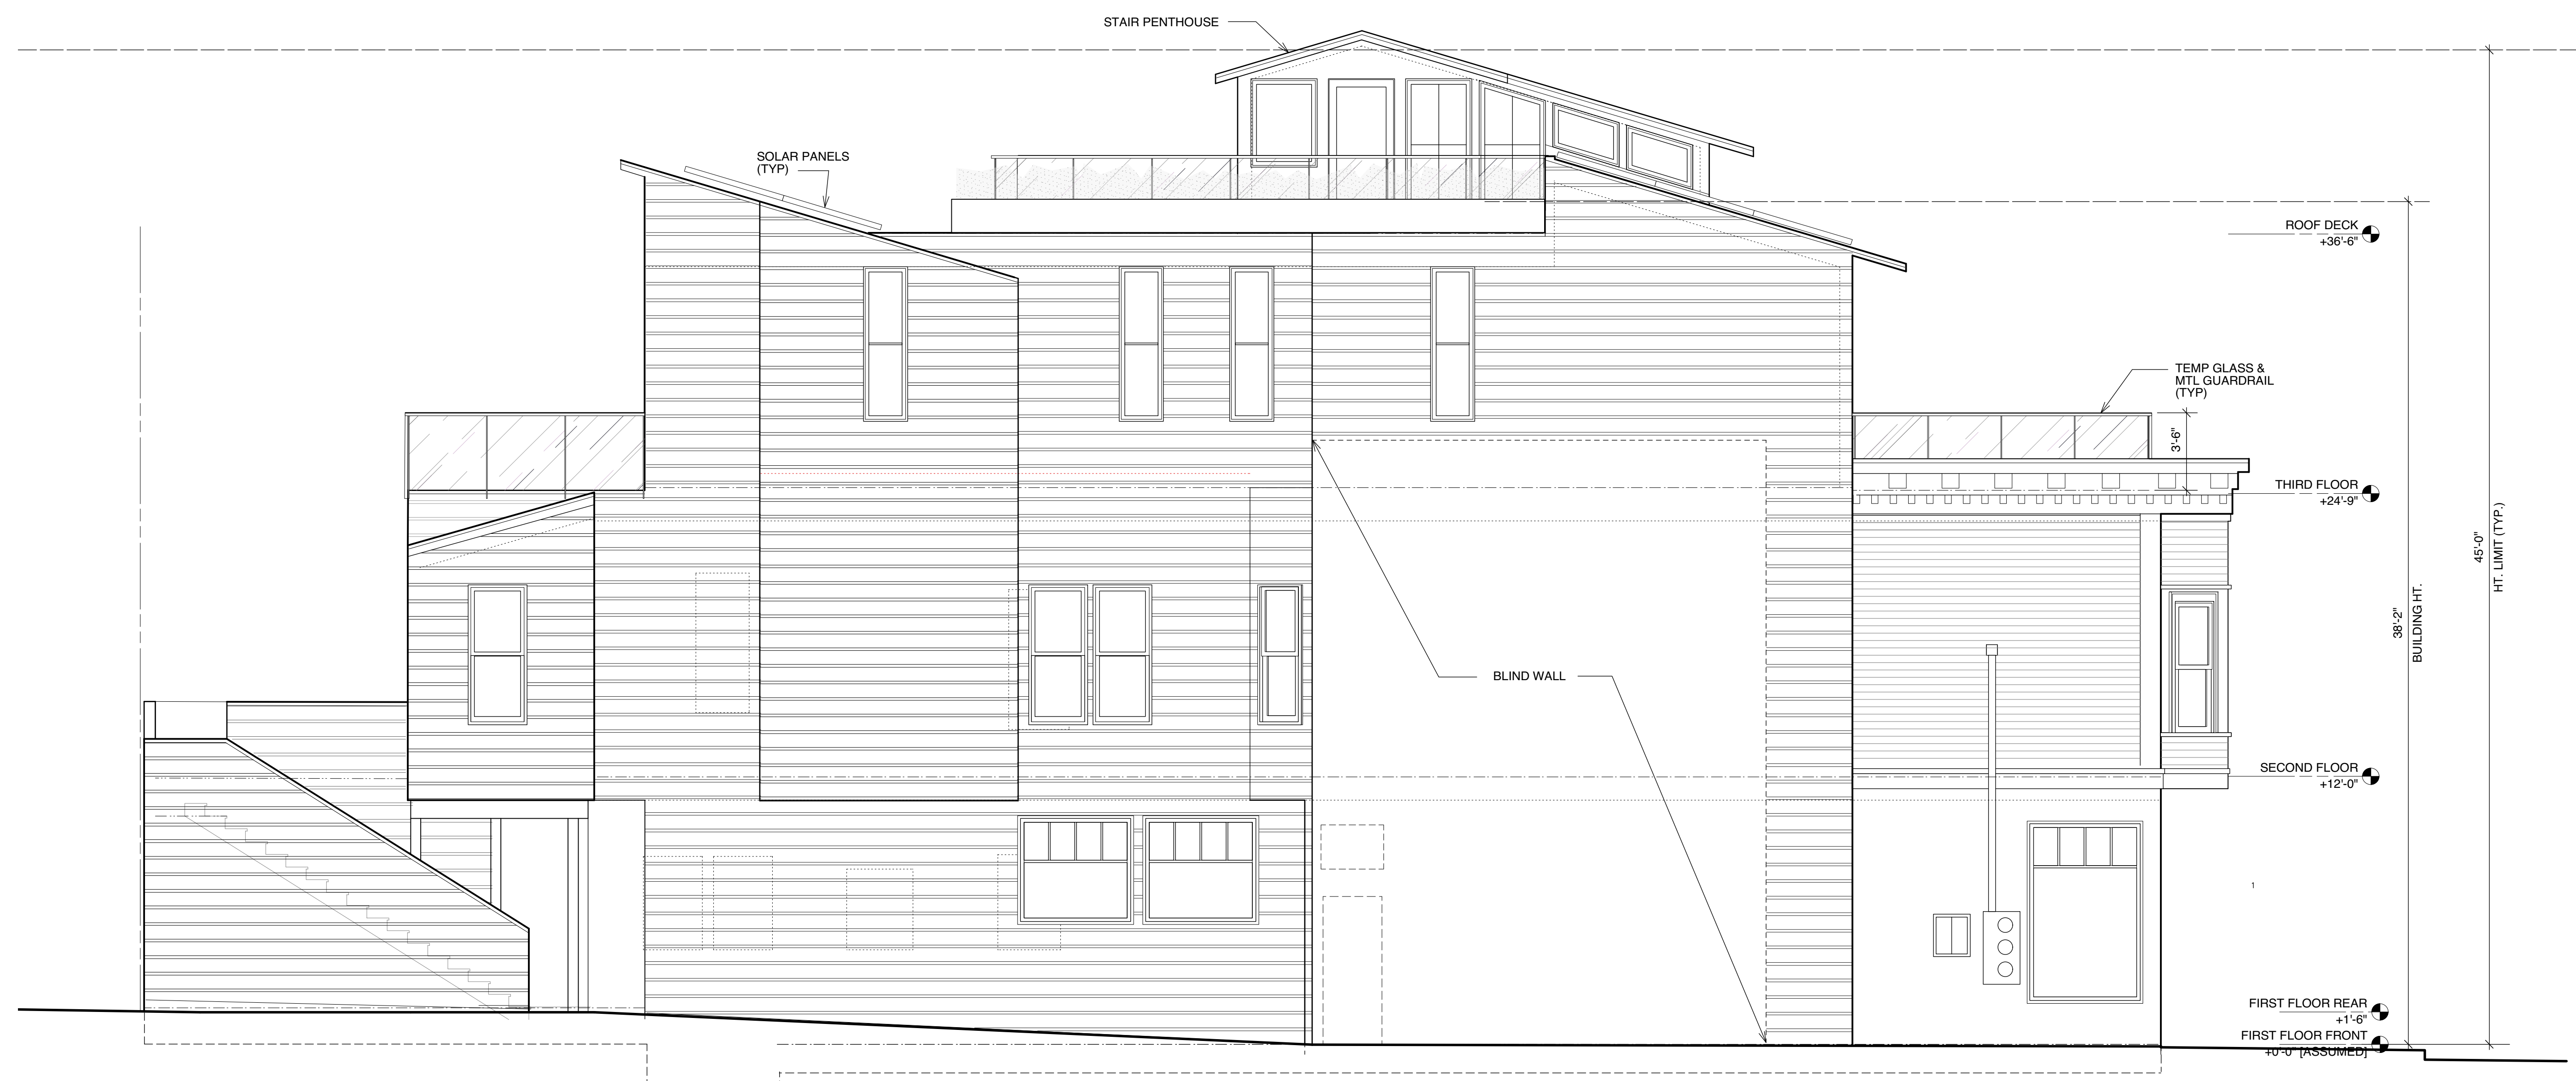 STAIR PENTHOUSE
SOLAR PANELS
(TYP)
ROOF DECK
+36'-6"
TEMP GLASS &
MTL GUARDRAIL
(TYP)
3'-6"
THIRD FLOOR
+24'-9"
45'-0"
HT. LIMIT (TYP.)
38'-2"
BUILDING HT.
BLIND WALL
SECOND FLOOR
+12'-0"
1
FIRST FLOOR REAR
+1'-6"
FIRST FLOOR FRONT
+0'-0" [ASSUMED]